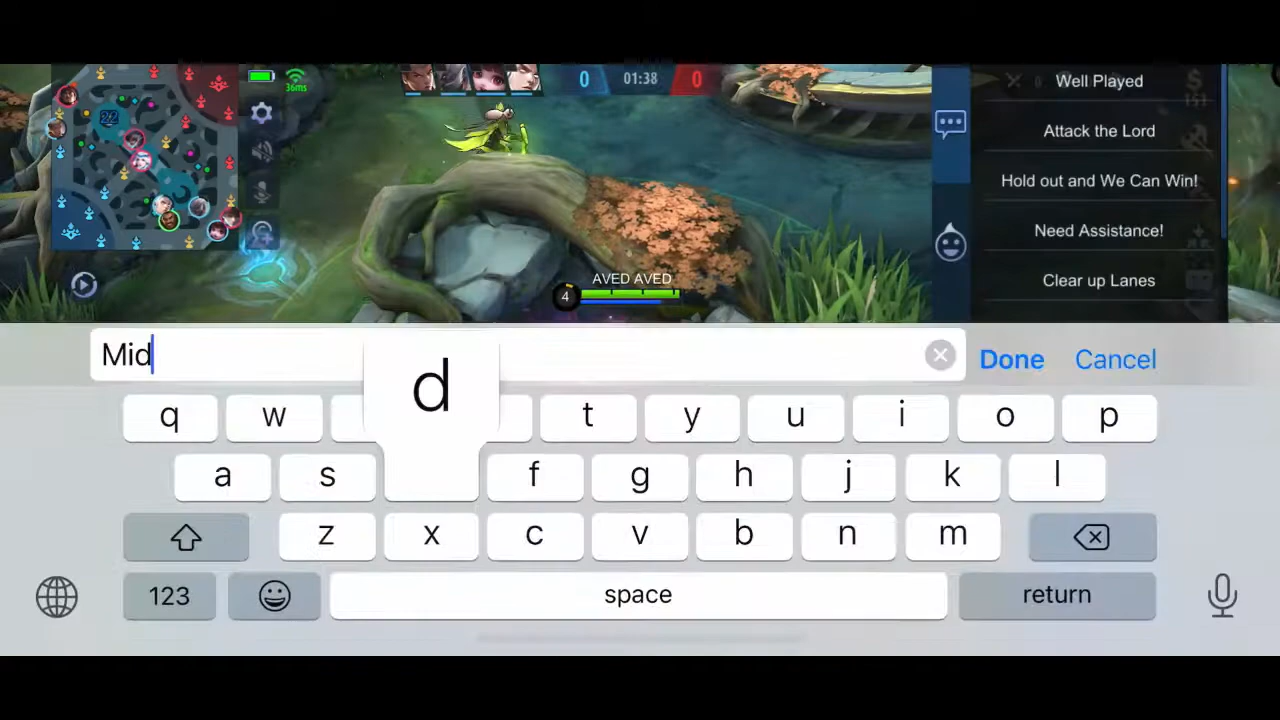 36ms
0 01:38 0
Well Played
Attack the Lord
Hold out and We Can Win!
Need Assistance!
Clear up Lanes
AVED AVED
4
Mid
Done Cancel
d
q w t y u i o p
a s f g h j k l
z x c v b n m
123 space return